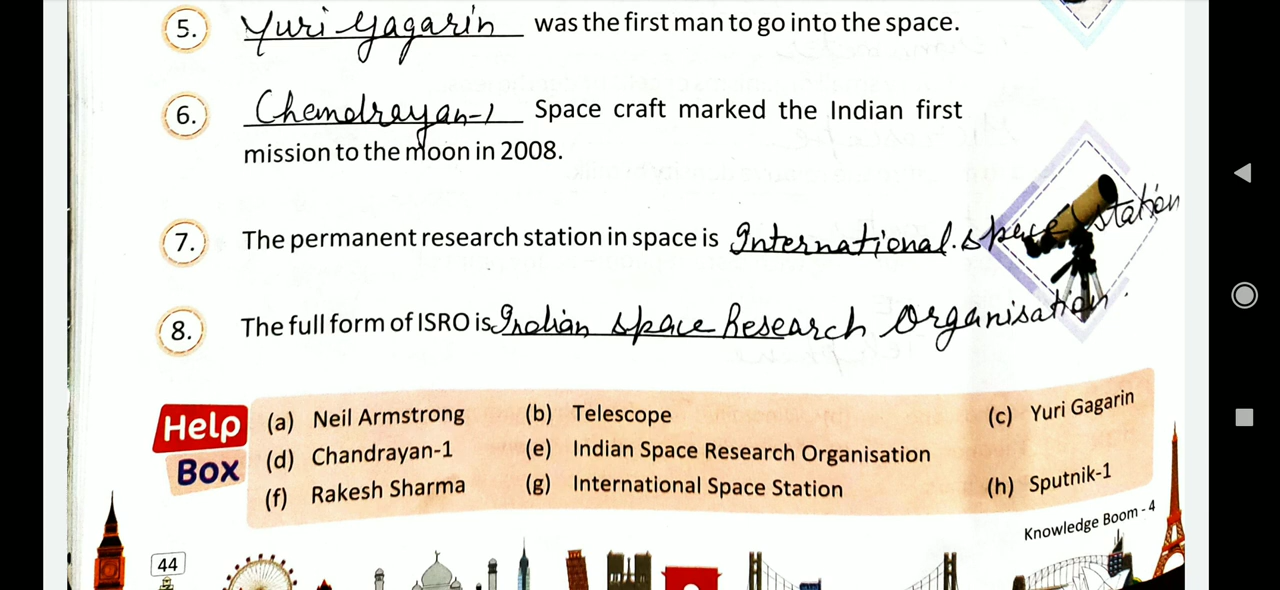 5. Yuri Gagarin was the first man to go into the space.
6. Chandrayan-1 Space craft marked the Indian first
mission to the moon in 2008.
7. The permanent research station in space is International space station
8. The full form of ISRO is Indian space Research Organisation.
Help
Box
(a) Neil Armstrong (b) Telescope (c) Yuri Gagarin
(d) Chandrayan-1 (e) Indian Space Research Organisation
(f) Rakesh Sharma (g) International Space Station (h) Sputnik-1
Knowledge Boom - 4
44